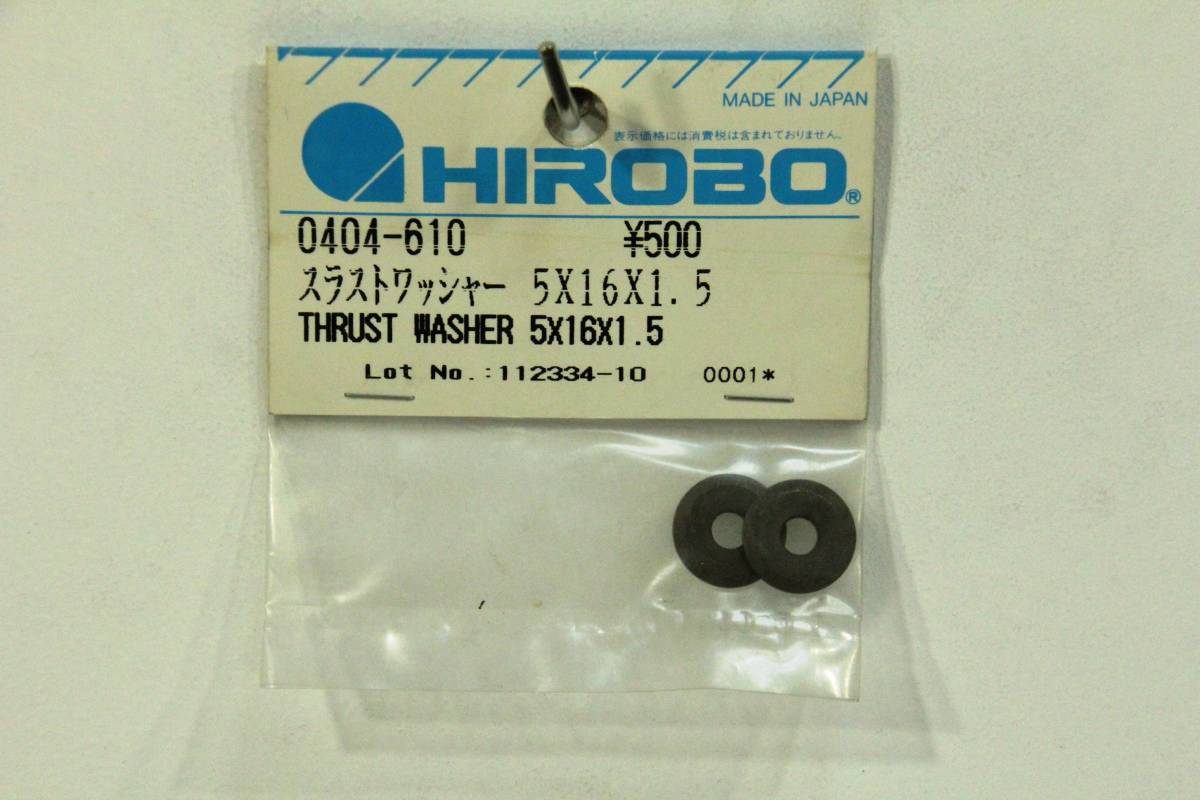 MADE IN JAPAN
表示価格には消費税は含まれておりません。
HIROBO®
0404-610 ¥500
スラストワッシャー 5X16X1.5
THRUST WASHER 5X16X1.5
Lot No.:112334-10 0001*